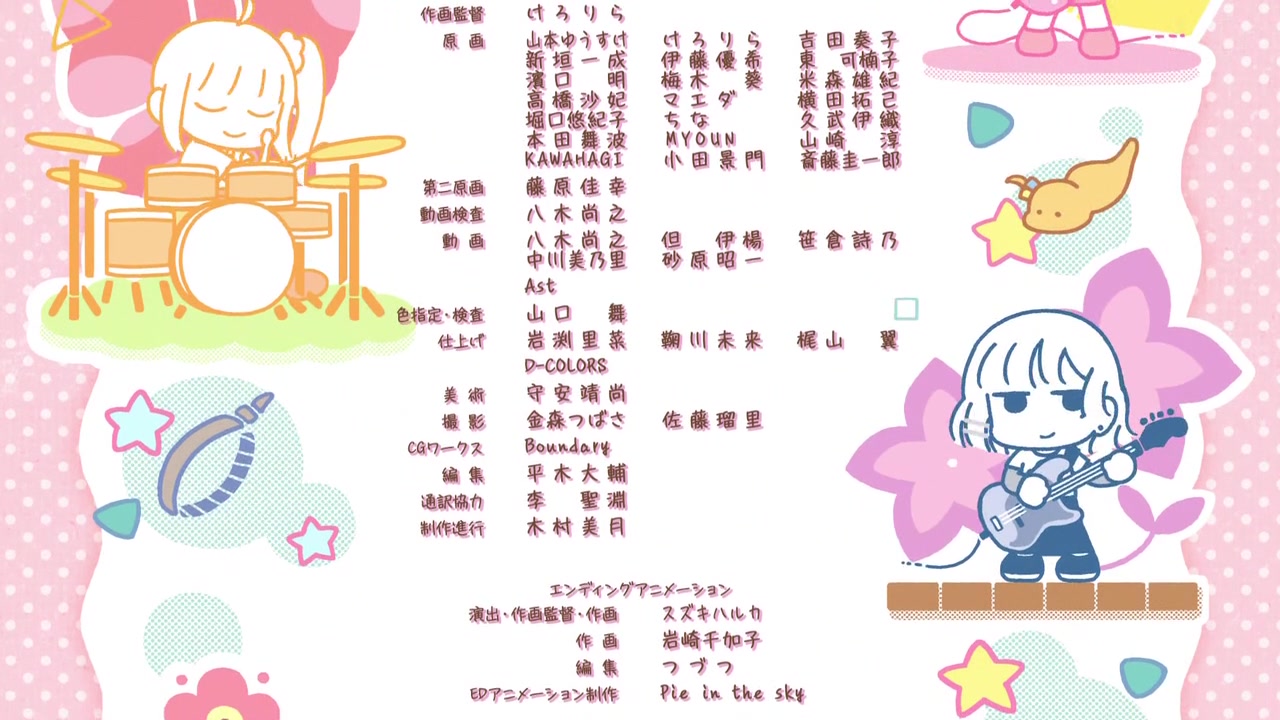 作画監督 けろりら
原画 山本ゆうすけ けろりら 吉田奏子
新垣一成 伊藤優希 東 可楠子
濱口 明 梅木 葵 米森雄紀
高橋沙妃 マエダ 横田拓己
堀口悠紀子 ちな 久武伊織
本田舞波 MYOUN 山崎 淳
KAWAHAGI 小田景門 斎藤圭一郎
第二原画 藤原佳幸
動画検査 八木尚之
動画 八木尚之 但 伊楊 笹倉詩乃
中川美乃里 砂原昭一
Ast
色指定・検査 山口 舞
仕上げ 岩渕里菜 鞠川未来 梶山 翼
D-COLORS
美術 守安靖尚
撮影 金森つばさ 佐藤瑠里
CGワークス Boundary
編集 平木大輔
通訳協力 李 聖淵
制作進行 木村美月
エンディングアニメーション
演出・作画監督・作画 スズキハルカ
作画 岩崎千加子
編集 つづつ
EDアニメーション制作 Pie in the sky